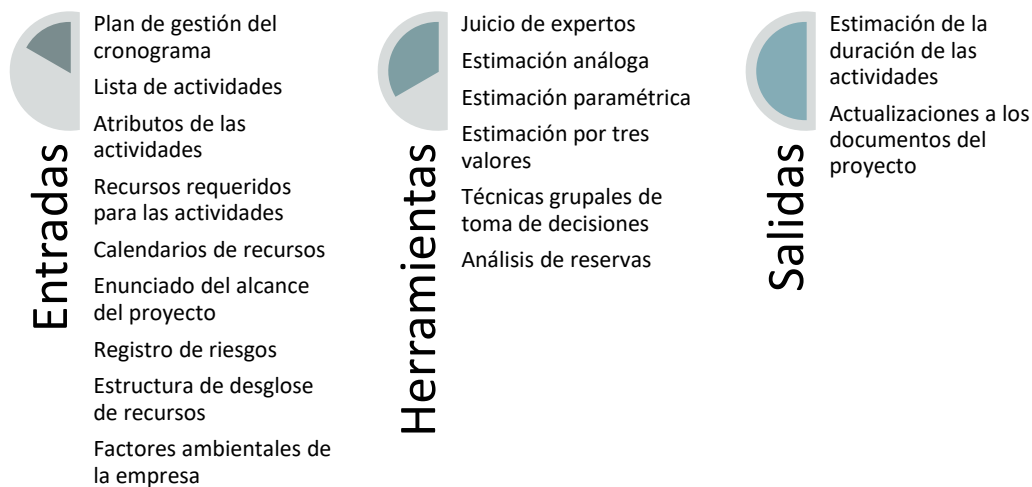 Entradas
Plan de gestión del
cronograma
Lista de actividades
Atributos de las
actividades
Recursos requeridos
para las actividades
Calendarios de recursos
Enunciado del alcance
del proyecto
Registro de riesgos
Estructura de desglose
de recursos
Factores ambientales de
la empresa
Herramientas
Juicio de expertos
Estimación análoga
Estimación paramétrica
Estimación por tres
valores
Técnicas grupales de
toma de decisiones
Análisis de reservas
Salidas
Estimación de la
duración de las
actividades
Actualizaciones a los
documentos del
proyecto